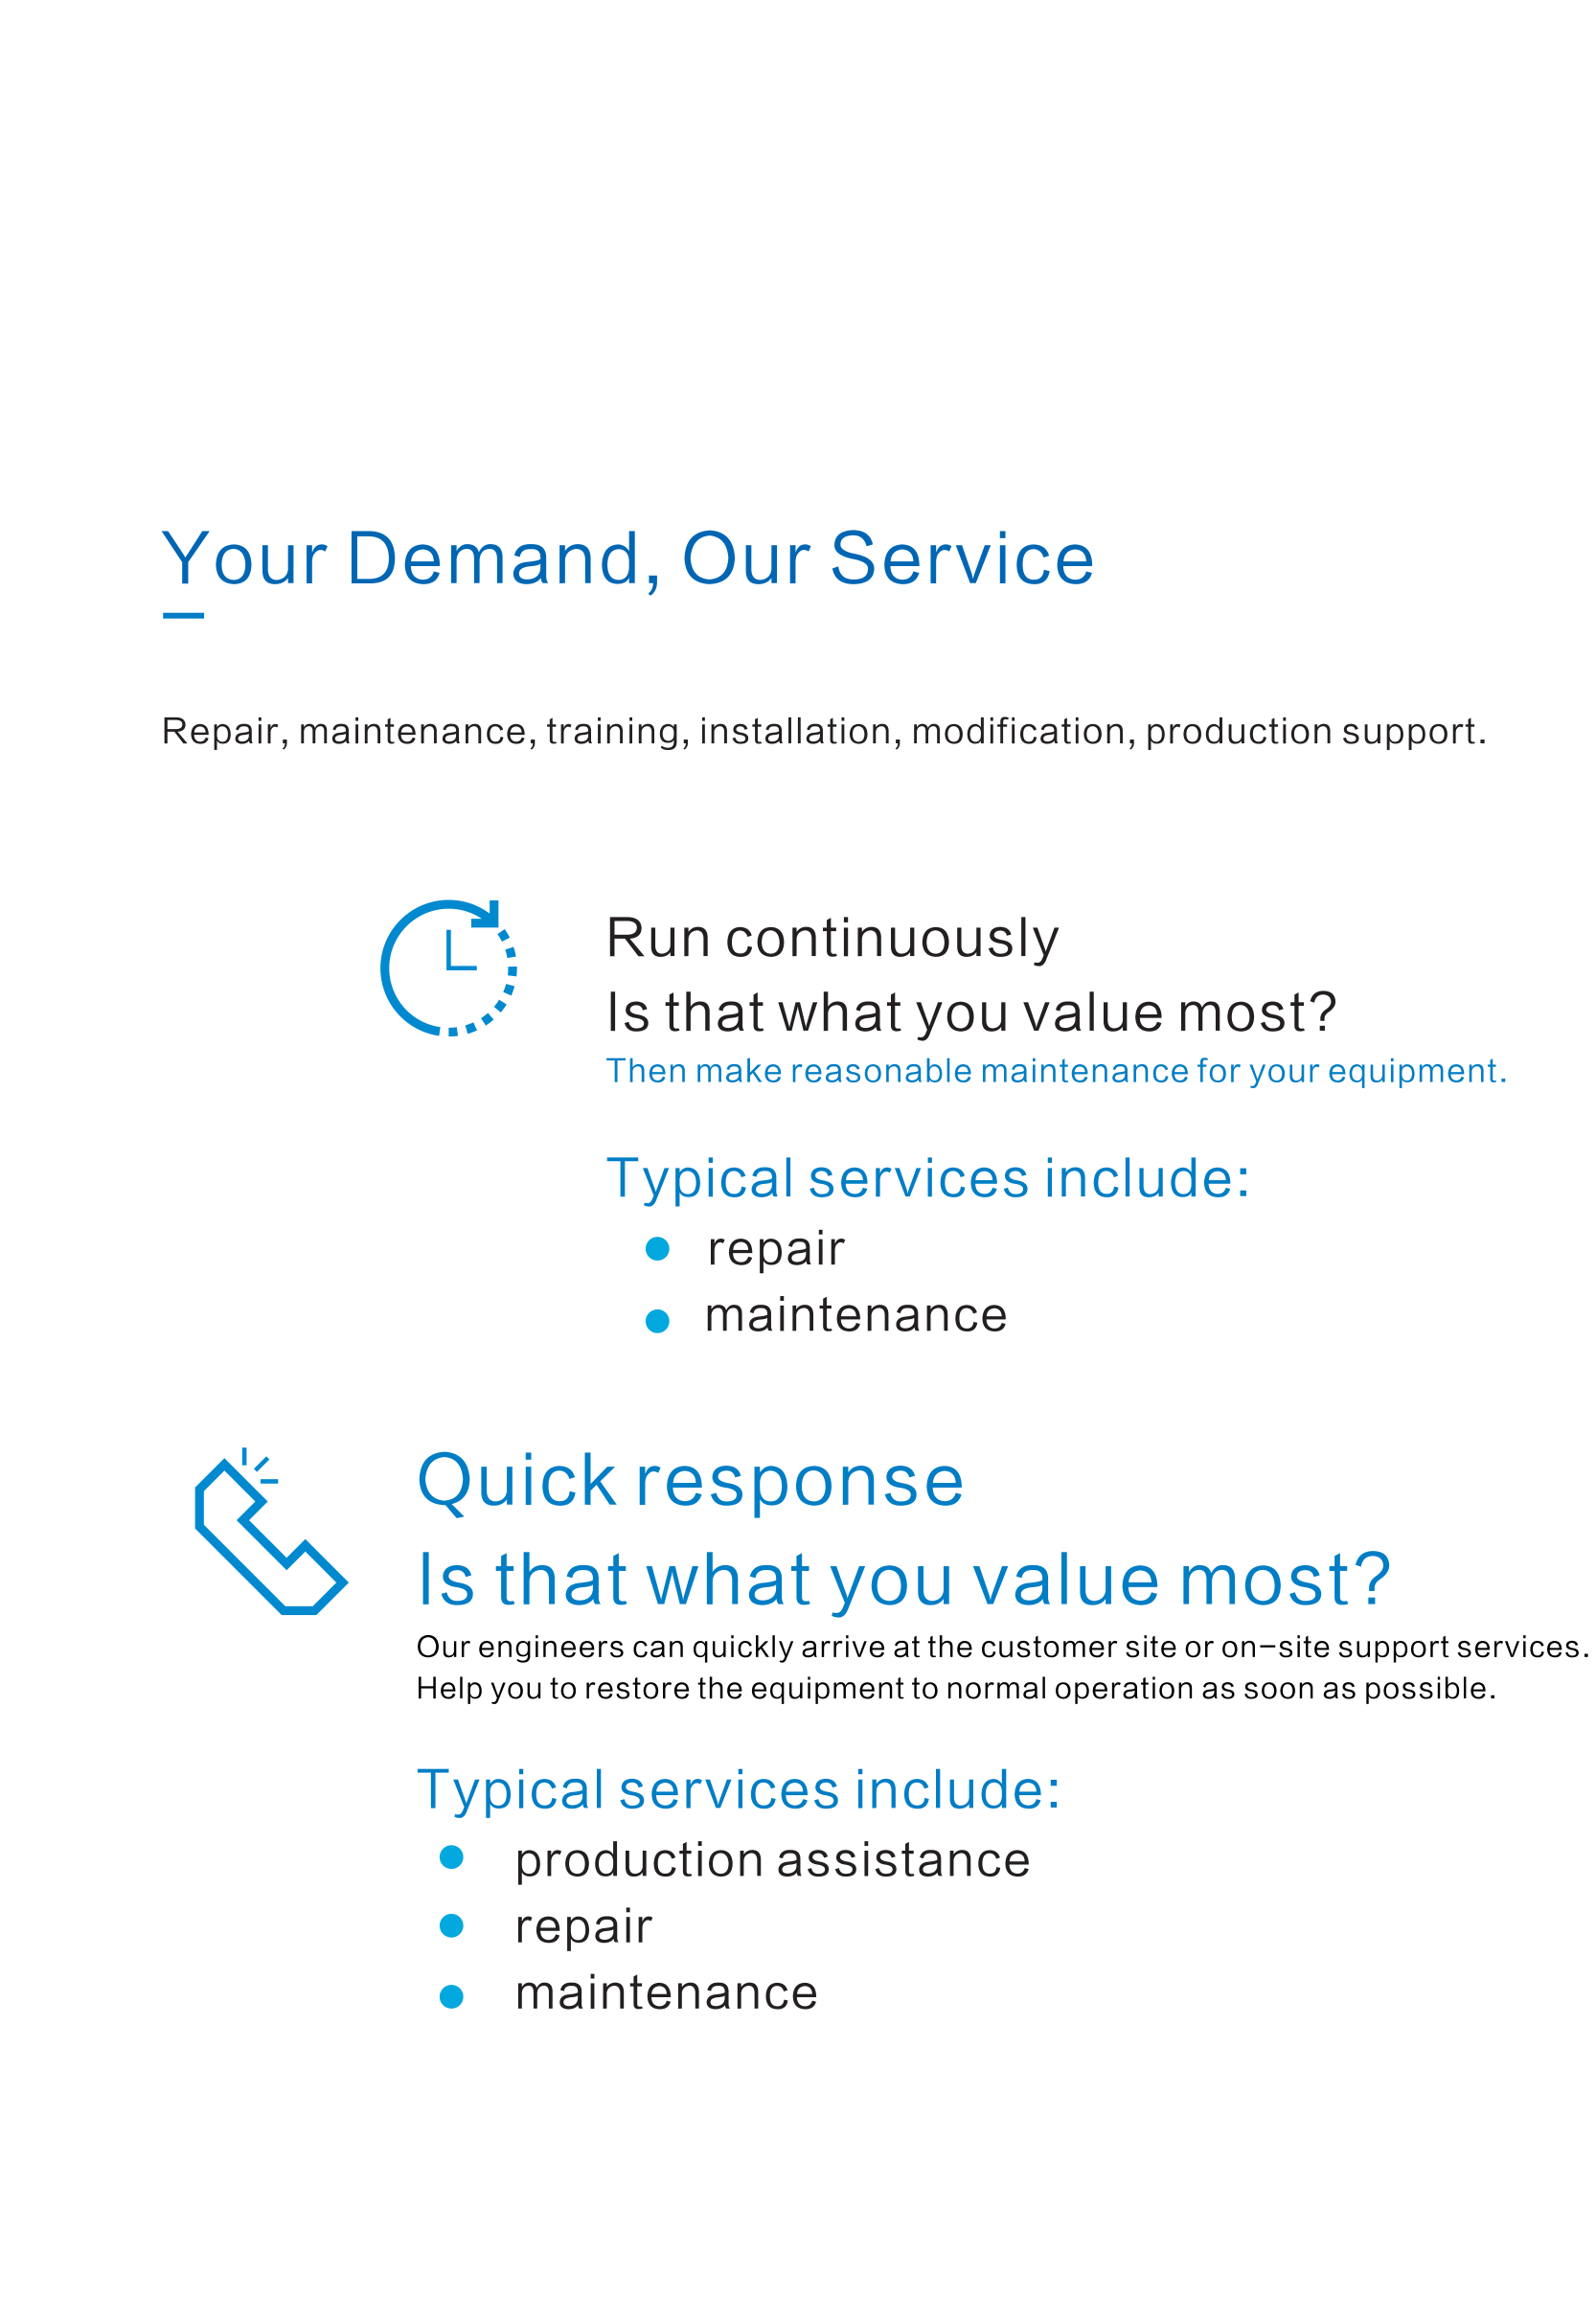 Your Demand, Our Service
Repair, maintenance, training, installation, modification, production support.
Run continuously
Is that what you value most?
Then make reasonable maintenance for your equipment.
Typical services include:
repair
maintenance
Quick response
Is that what you value most?
Our engineers can quickly arrive at the customer site or on-site support services.
Help you to restore the equipment to normal operation as soon as possible.
Typical services include:
production assistance
repair
maintenance